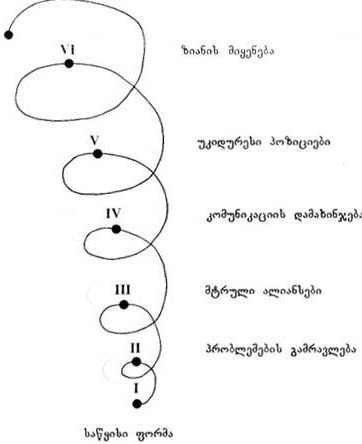 VI
ზიანის მიყენება
V
უკიდურესი პოზიციები
IV
კომუნიკაციის დამახინჯება
III
მტრული ალიანსები
II
პრობლემების გამრავლება
I
საწყისი ფორმა